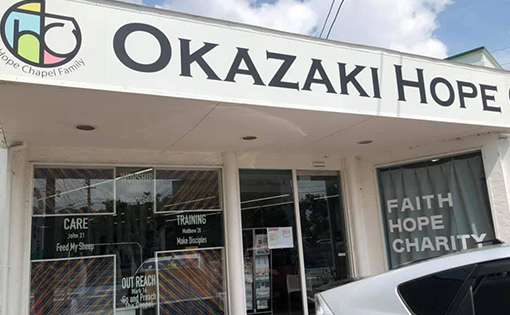 Hope Chapel Family
OKAZAKI HOPE
WORSHIP
CARE
John 21
Feed My Sheep
TRAINING
Matthew 28
Make Disciples
OUT REACH
Mark 16
Go and Preach
FAITH
HOPE
CHARITY